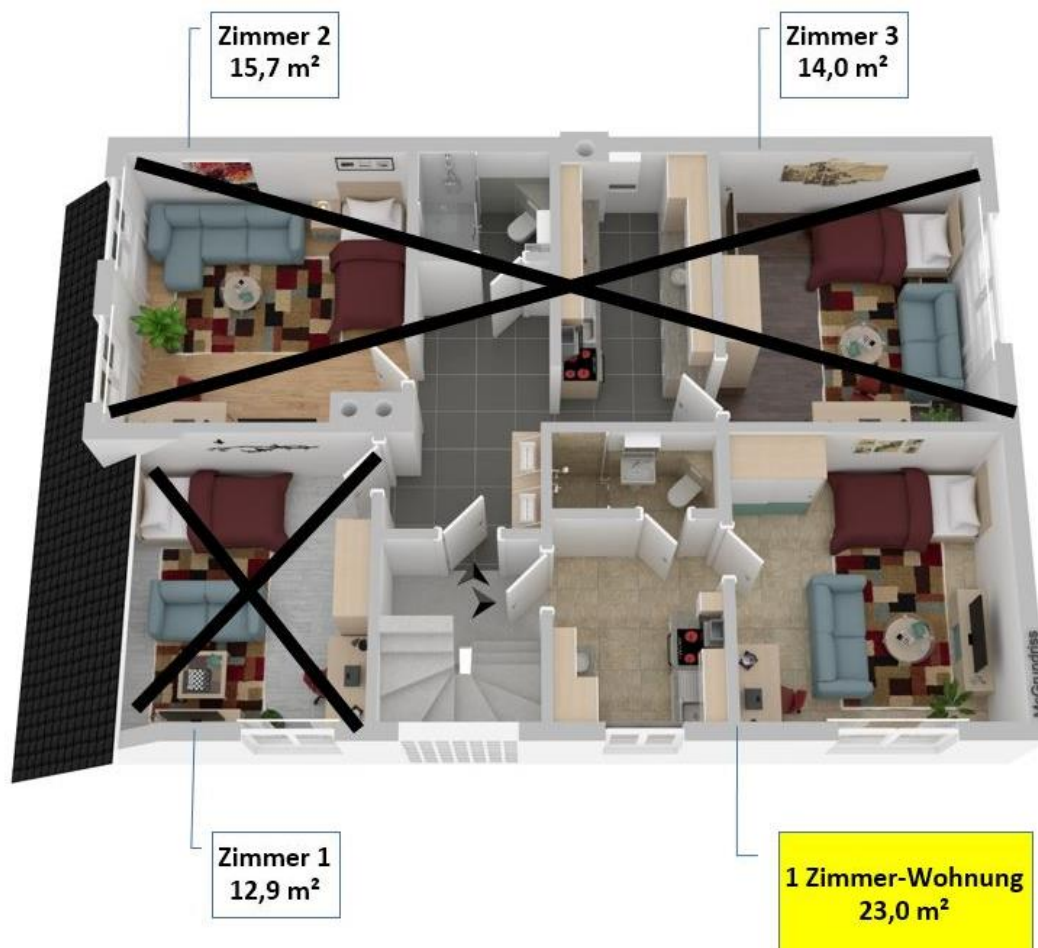 Zimmer 2
15,7 m²
Zimmer 3
14,0 m²
McGrundriss
Zimmer 1
12,9 m²
1 Zimmer-Wohnung
23,0 m²